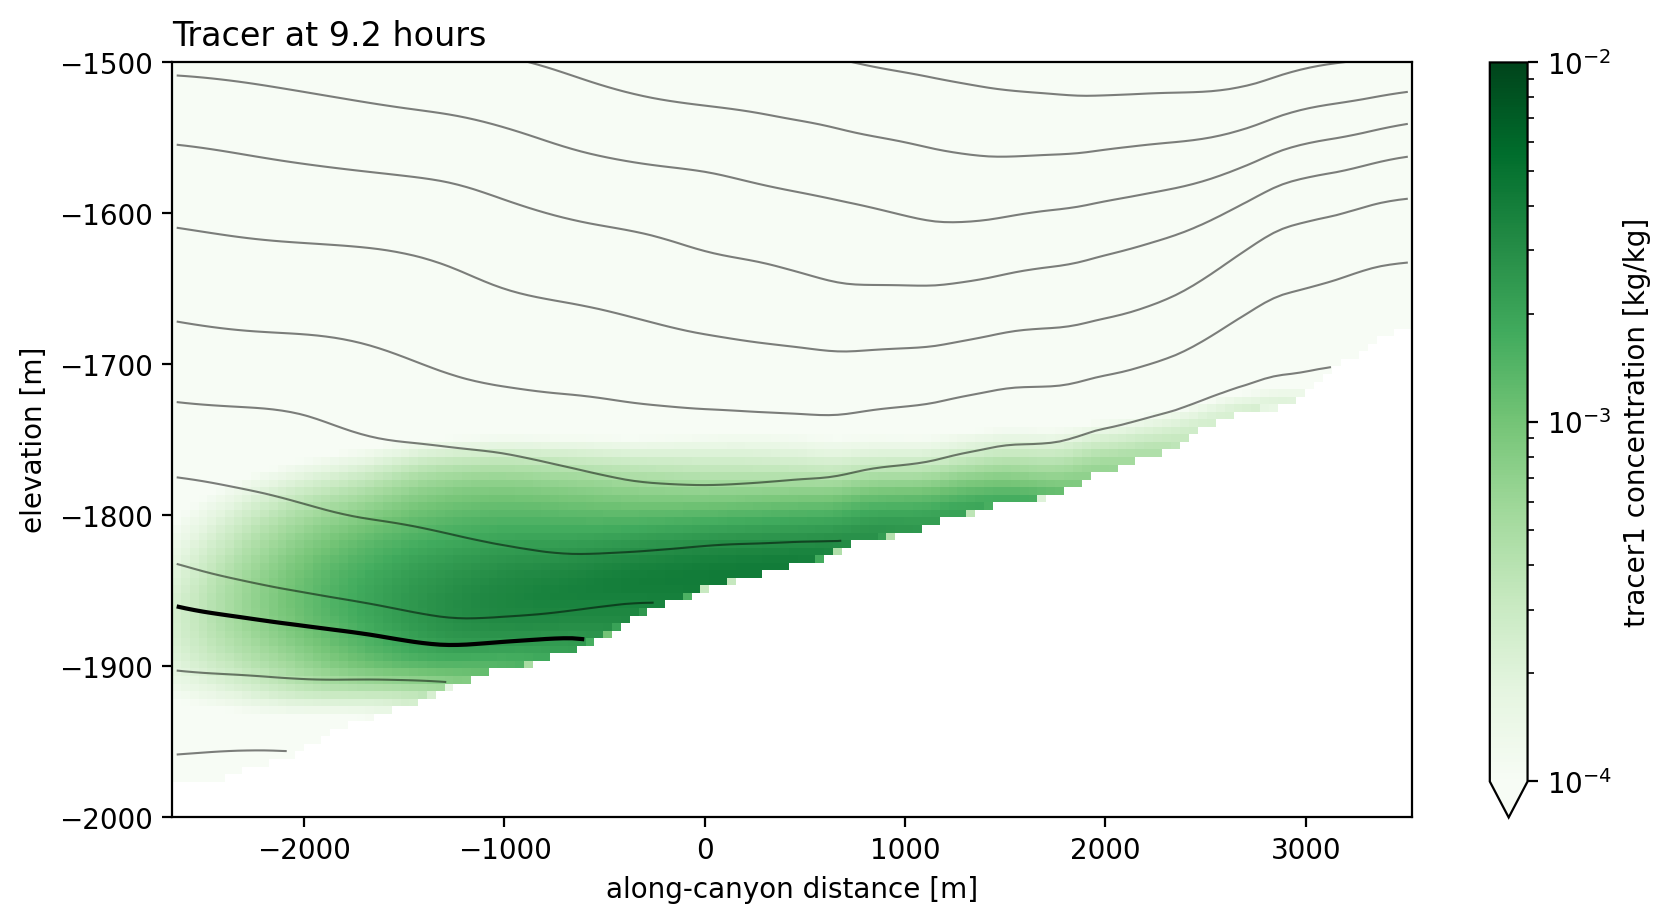 Tracer at 9.2 hours
−1500
−1600
−1700
−1800
−1900
−2000
elevation [m]
−2000 −1000 0 1000 2000 3000
along-canyon distance [m]
10⁻²
10⁻³
10⁻⁴
tracer1 concentration [kg/kg]